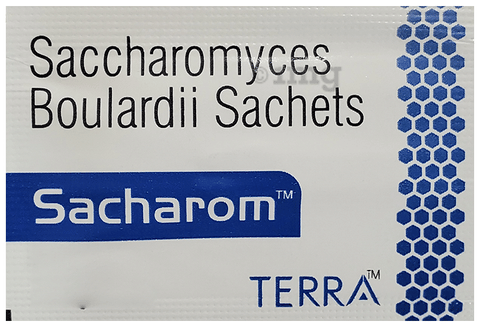 Saccharomyces
Boulardii Sachets
Sacharom™
TERRA™